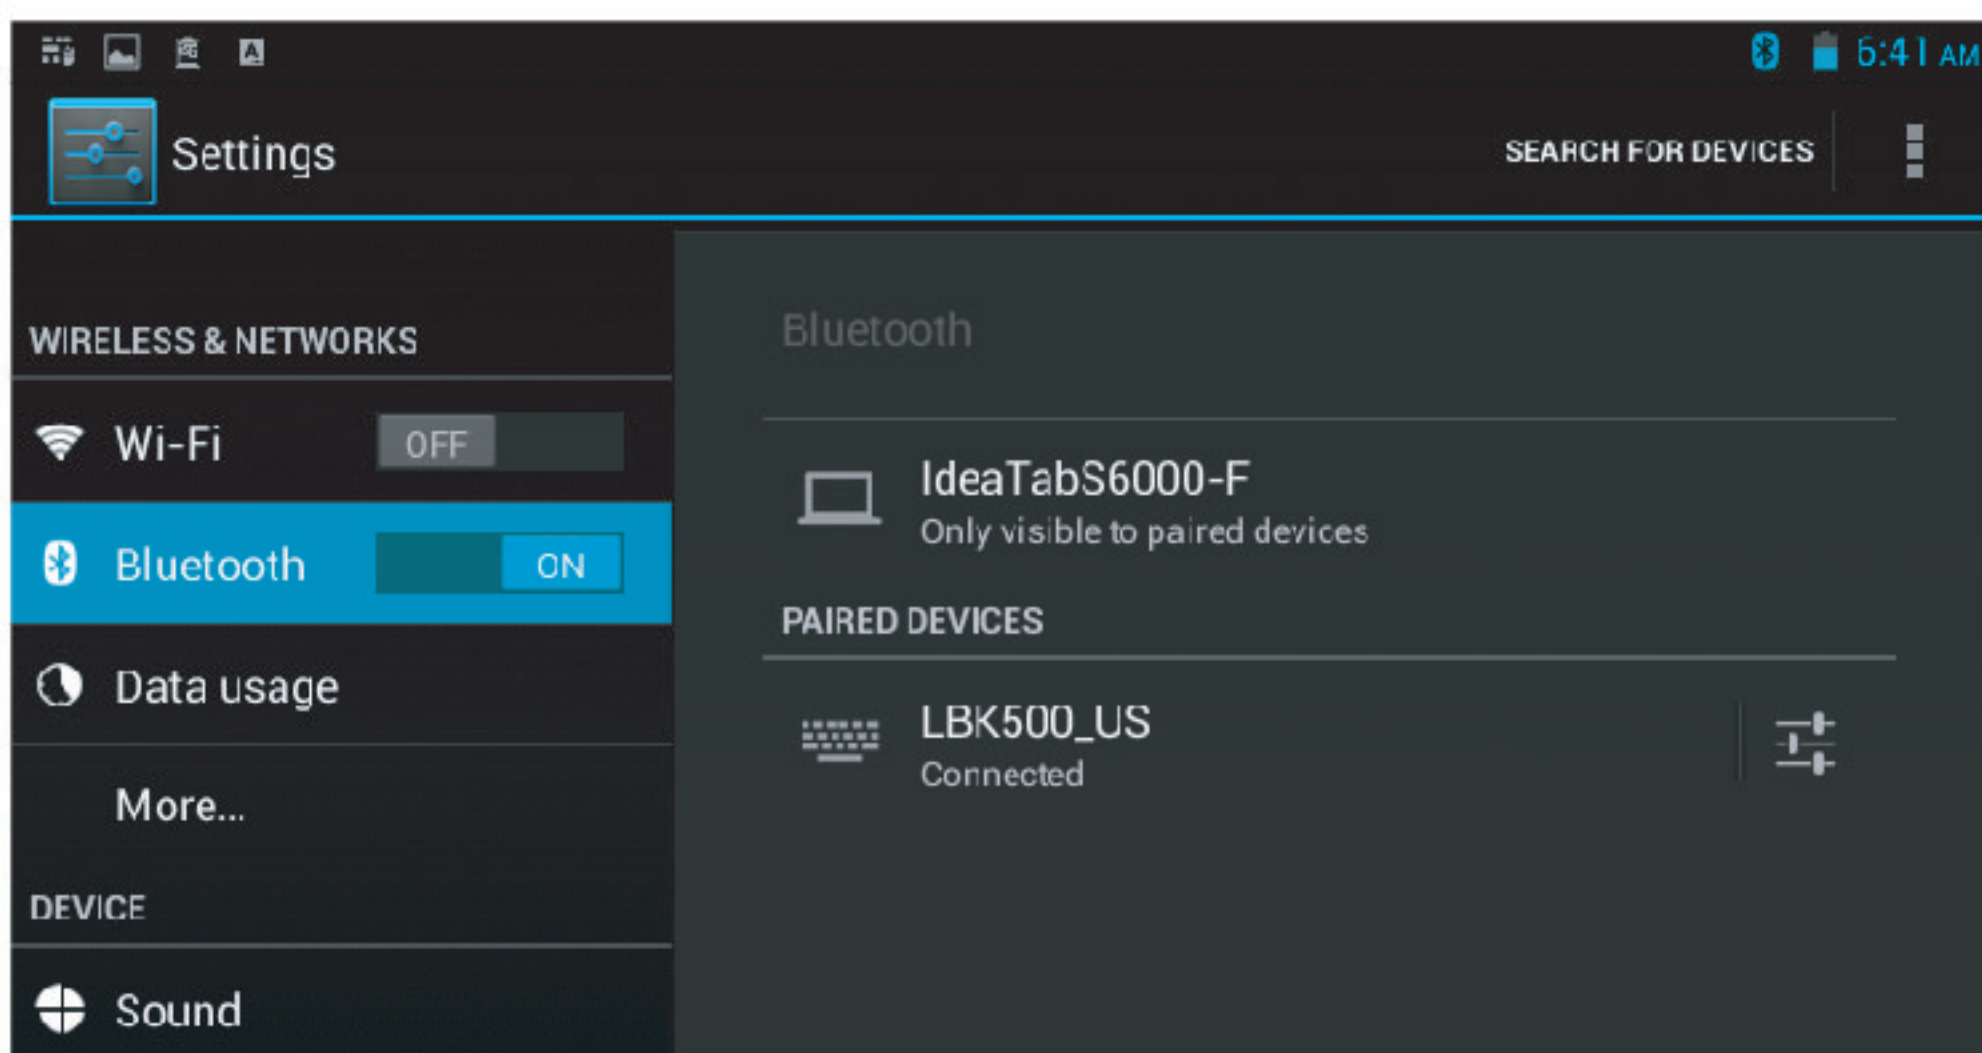 6:41 AM
Settings
SEARCH FOR DEVICES
WIRELESS & NETWORKS
Wi-Fi
OFF
Bluetooth
ON
Data usage
More...
DEVICE
Sound
Bluetooth
IdeaTabS6000-F
Only visible to paired devices
PAIRED DEVICES
LBK500_US
Connected